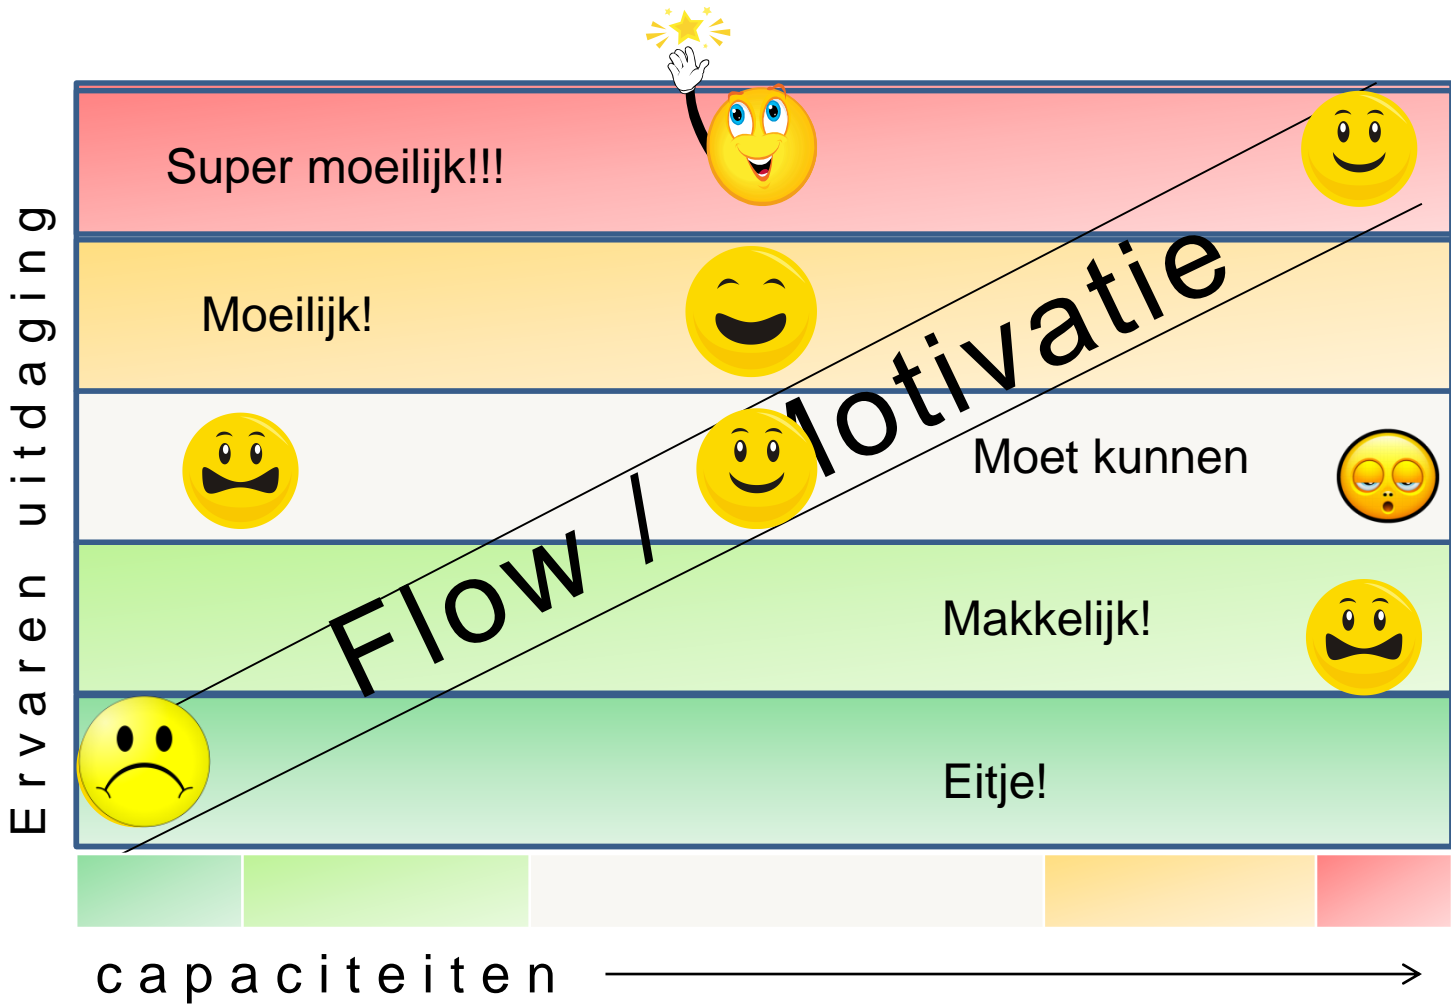 Super moeilijk!!!
Moeilijk!
Moet kunnen
Makkelijk!
Eitje!
Flow / Motivatie
Ervaren uitdaging
capaciteiten